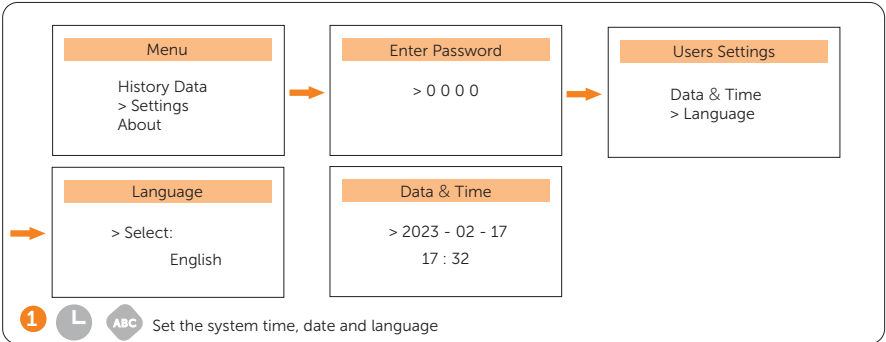 Menu
History Data
> Settings
About
Enter Password
> 0 0 0 0
Users Settings
Data & Time
> Language
Language
> Select:
English
Data & Time
> 2023 - 02 - 17
17 : 32
1
ABC
Set the system time, date and language